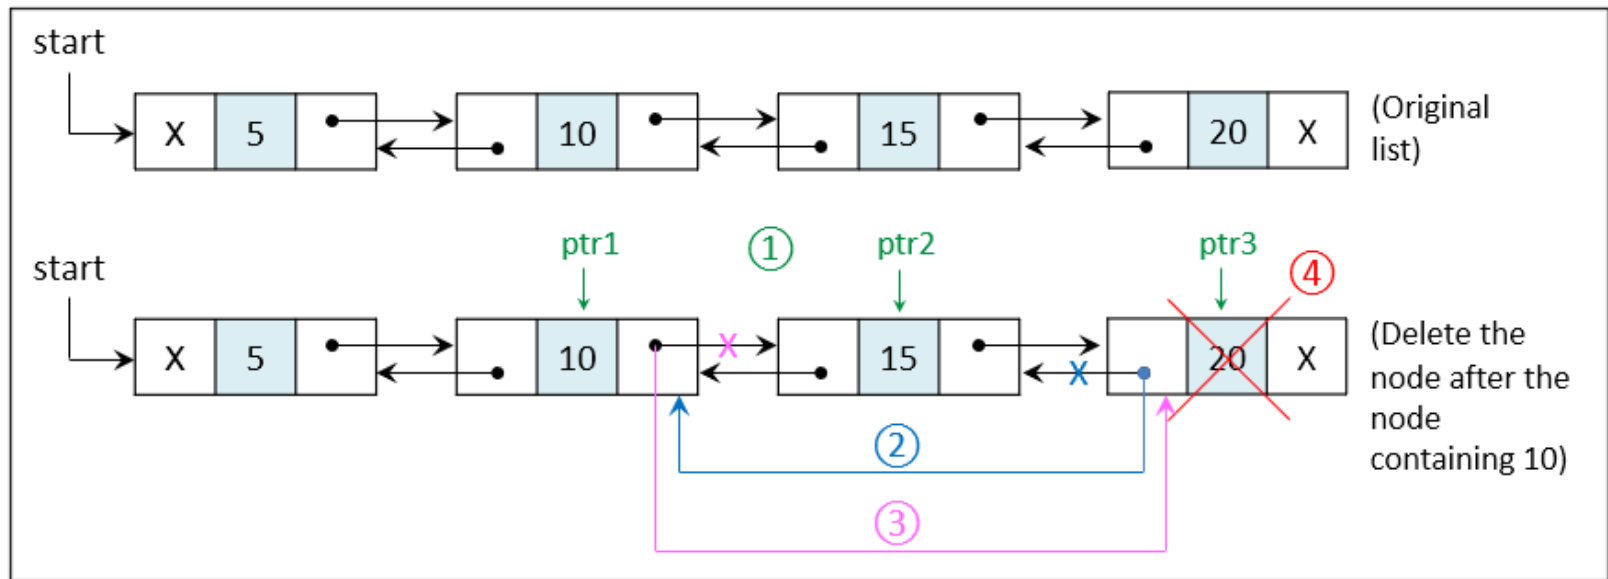 start
X 5 10 15 20 X
(Original
list)
ptr1 1 ptr2 ptr3 4
start
X 5 X 10 15 X 20 X
(Delete the
node after the
node
containing 10)
2
3